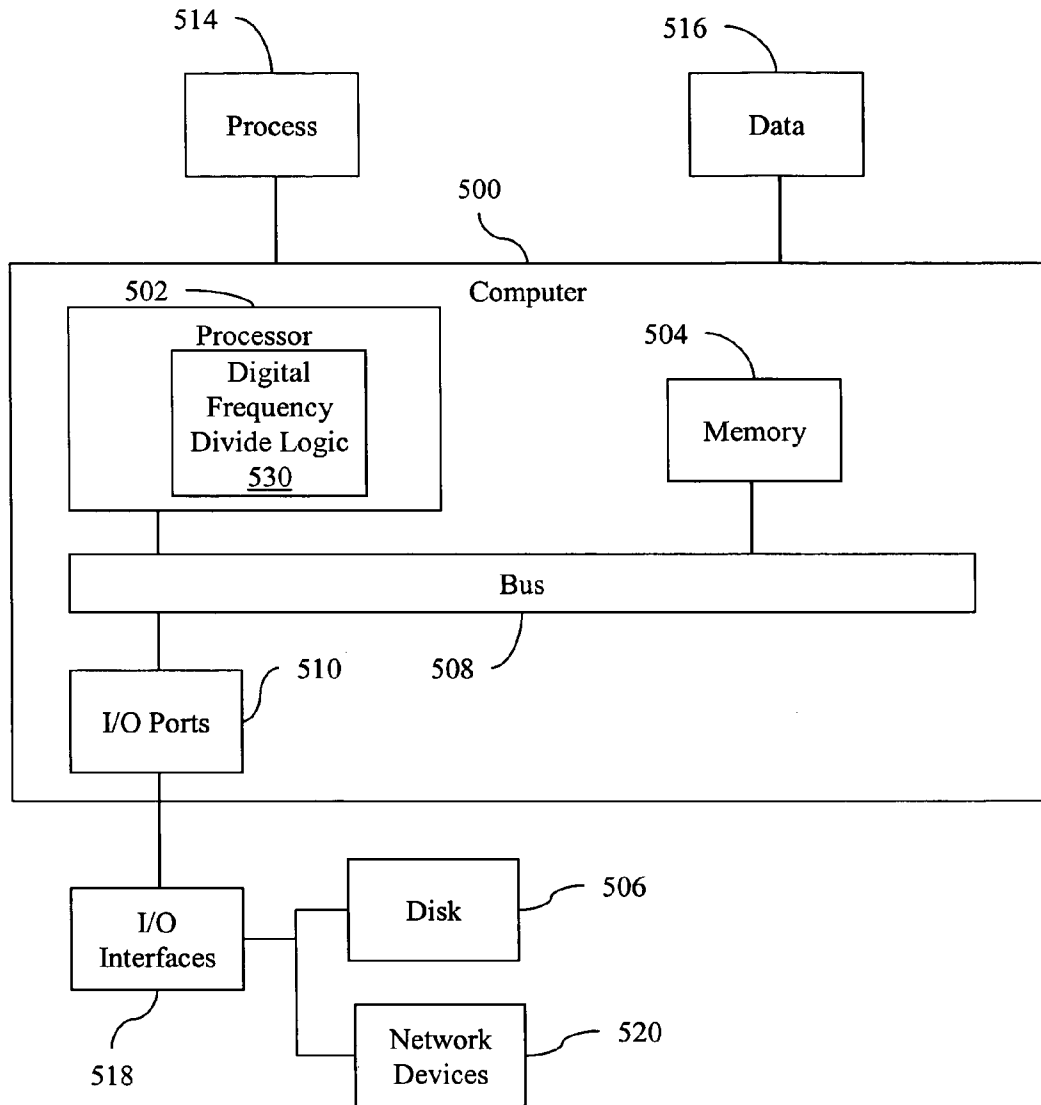 514
516
Process
Data
500
502
Computer
Processor
504
Digital
Frequency
Divide Logic
530
Memory
Bus
510
508
I/O Ports
506
Disk
I/O
Interfaces
520
Network
Devices
518